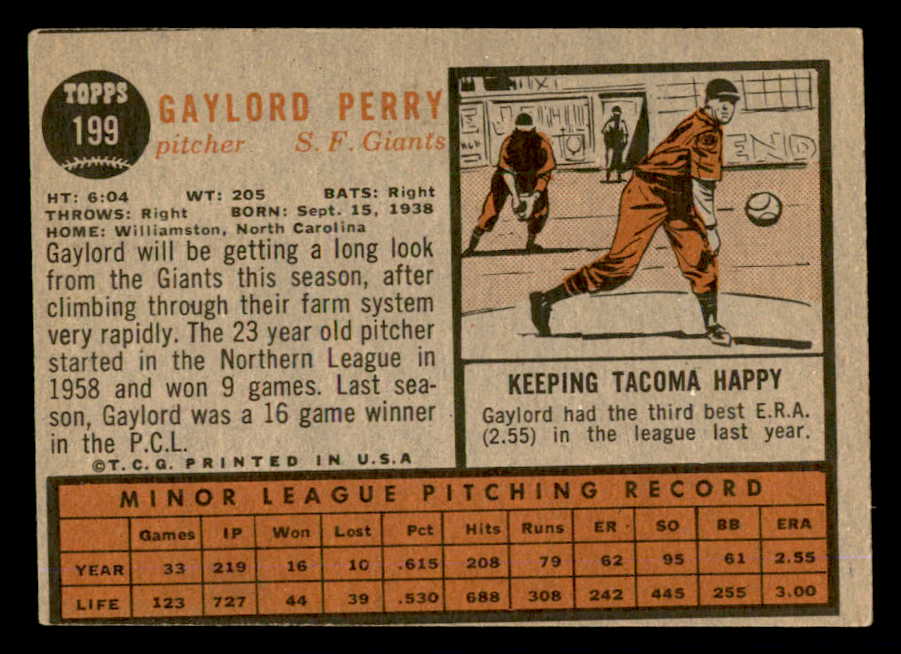 TOPPS
199
GAYLORD PERRY
pitcher S. F. Giants
HT: 6:04 WT: 205 BATS: Right
THROWS: Right BORN: Sept. 15, 1938
HOME: Williamston, North Carolina
Gaylord will be getting a long look
from the Giants this season, after
climbing through their farm system
very rapidly. The 23 year old pitcher
started in the Northern League in
1958 and won 9 games. Last sea-
son, Gaylord was a 16 game winner
in the P.C.L.
©T.C.G. PRINTED IN U.S.A
KEEPING TACOMA HAPPY
Gaylord had the third best E.R.A.
(2.55) in the league last year.
MINOR LEAGUE PITCHING RECORD
Games IP Won Lost Pct Hits Runs ER SO BB ERA
YEAR 33 219 16 10 .615 208 79 62 95 61 2.55
LIFE 123 727 44 39 .530 688 308 242 445 255 3.00